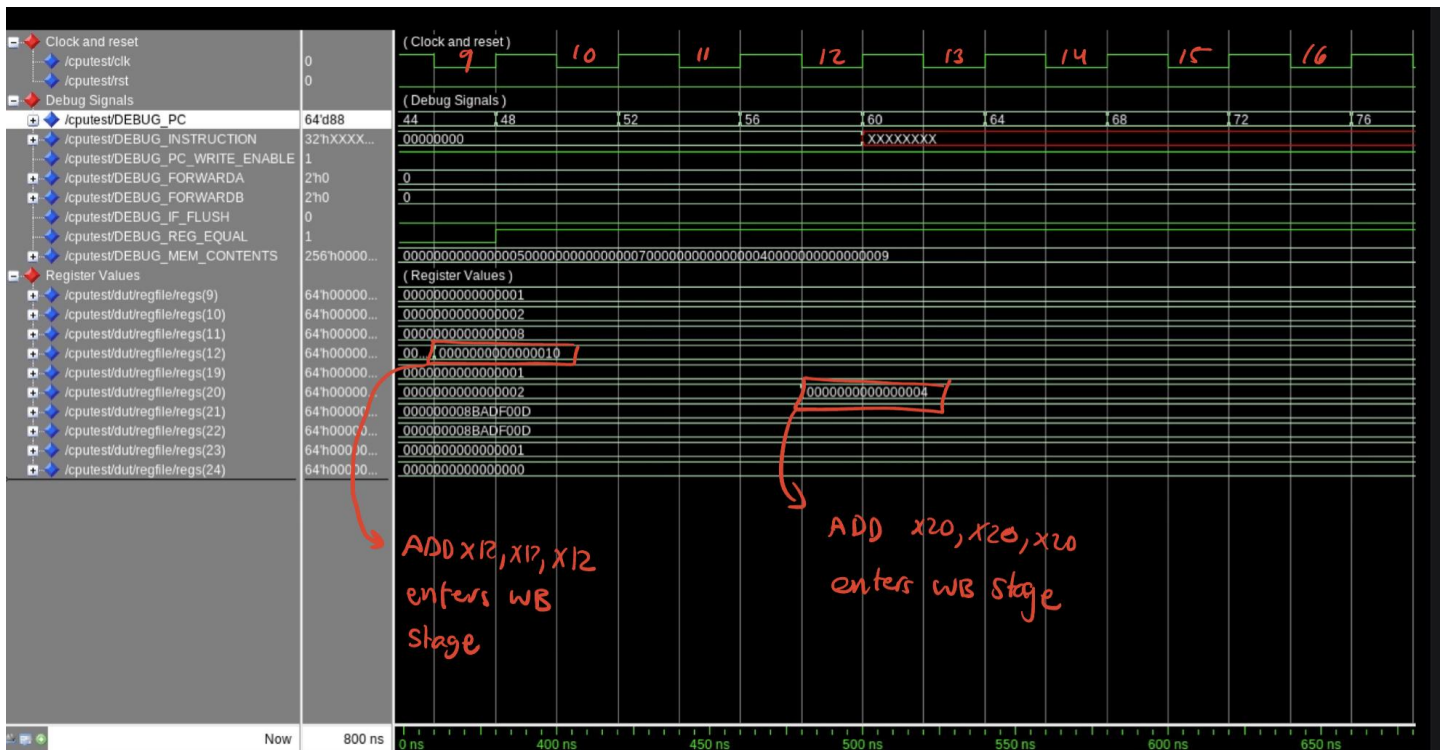 Clock and reset
/cputest/clk 0
/cputest/rst 0
Debug Signals
/cputest/DEBUG_PC 64'd88
/cputest/DEBUG_INSTRUCTION 32'hXXXX...
/cputest/DEBUG_PC_WRITE_ENABLE 1
/cputest/DEBUG_FORWARDA 2'h0
/cputest/DEBUG_FORWARDB 2'h0
/cputest/DEBUG_IF_FLUSH 0
/cputest/DEBUG_REG_EQUAL 1
/cputest/DEBUG_MEM_CONTENTS 256'h0000...
Register Values
/cputest/dut/regfile/regs(9) 64'h00000...
/cputest/dut/regfile/regs(10) 64'h00000...
/cputest/dut/regfile/regs(11) 64'h00000...
/cputest/dut/regfile/regs(12) 64'h00000...
/cputest/dut/regfile/regs(19) 64'h00000...
/cputest/dut/regfile/regs(20) 64'h00000...
/cputest/dut/regfile/regs(21) 64'h00000...
/cputest/dut/regfile/regs(22) 64'h00000...
/cputest/dut/regfile/regs(23) 64'h00000...
/cputest/dut/regfile/regs(24) 64'h00000...
Now 800 ns
( Clock and reset )
9 10 11 12 13 14 15 16
( Debug Signals )
44 48 52 56 60 64 68 72 76
00000000 XXXXXXXX
0
0
0000000000000005000000000000000700000000000000040000000000000009
( Register Values )
0000000000000001
0000000000000002
0000000000000008
00... 0000000000000010
0000000000000001
0000000000000002 0000000000000004
000000008BADF00D
000000008BADF00D
0000000000000001
0000000000000000
ADD X12, X12, X12
enters WB
stage
ADD X20, X20, X20
enters WB stage
0 ns 400 ns 450 ns 500 ns 550 ns 600 ns 650 ns